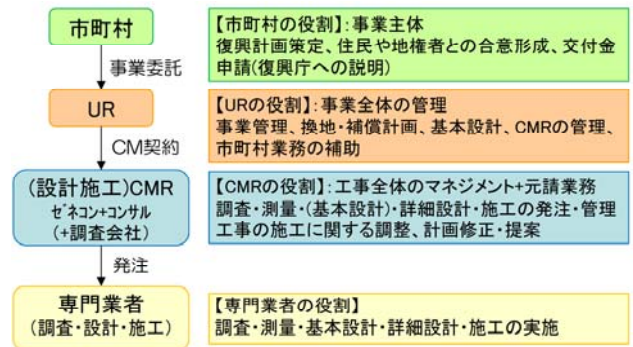 市町村
【市町村の役割】:事業主体
復興計画策定、住民や地権者との合意形成、交付金
申請(復興庁への説明)
事業委託
UR
【URの役割】:事業全体の管理
事業管理、換地・補償計画、基本設計、CMRの管理、
市町村業務の補助
CM契約
(設計施工)CMR
ｾﾞﾈｺﾝ+コンサル
(+調査会社)
【CMRの役割】:工事全体のマネジメント+元請業務
調査・測量・(基本設計)・詳細設計・施工の発注・管理
工事の施工に関する調整、計画修正・提案
発注
専門業者
(調査・設計・施工)
【専門業者の役割】
調査・測量・基本設計・詳細設計・施工の実施